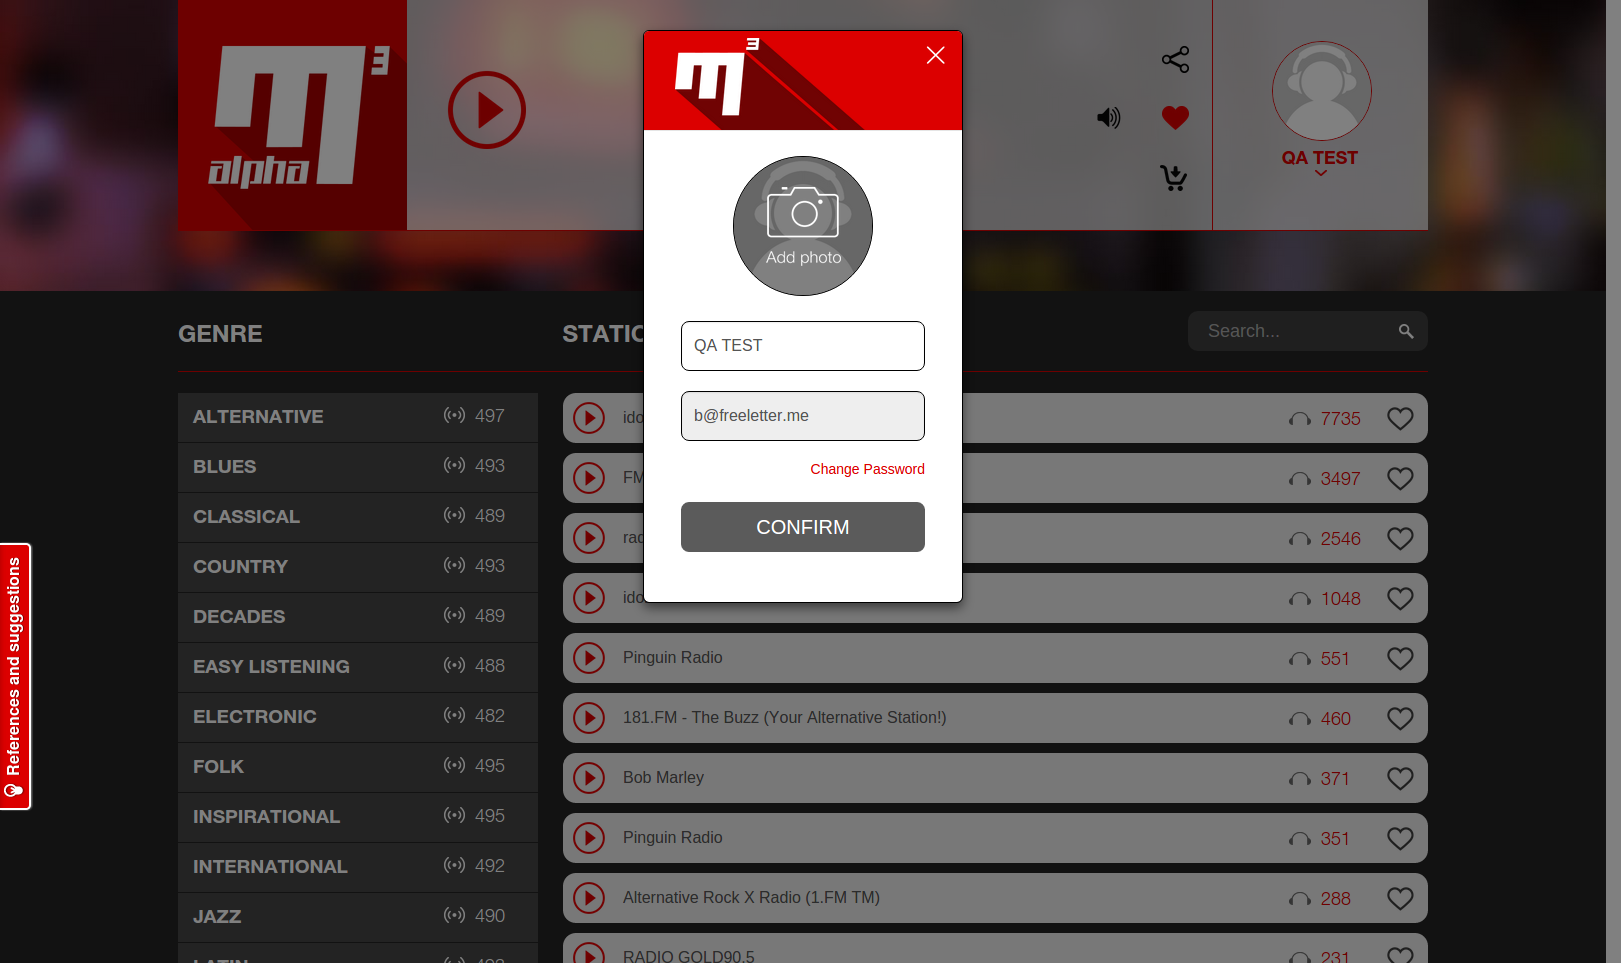 m3
alpha
QA TEST
m3
Add photo
QA TEST
b@freeletter.me
Change Password
CONFIRM
GENRE
STATIO
Search...
ALTERNATIVE 497
BLUES 493
CLASSICAL 489
COUNTRY 493
DECADES 489
EASY LISTENING 488
ELECTRONIC 482
FOLK 495
INSPIRATIONAL 495
INTERNATIONAL 492
JAZZ 490
LATIN
ido 7735
FM 3497
rad 2546
ido 1048
Pinguin Radio 551
181.FM - The Buzz (Your Alternative Station!) 460
Bob Marley 371
Pinguin Radio 351
Alternative Rock X Radio (1.FM TM) 288
RADIO GOLD90.5 231
References and suggestions